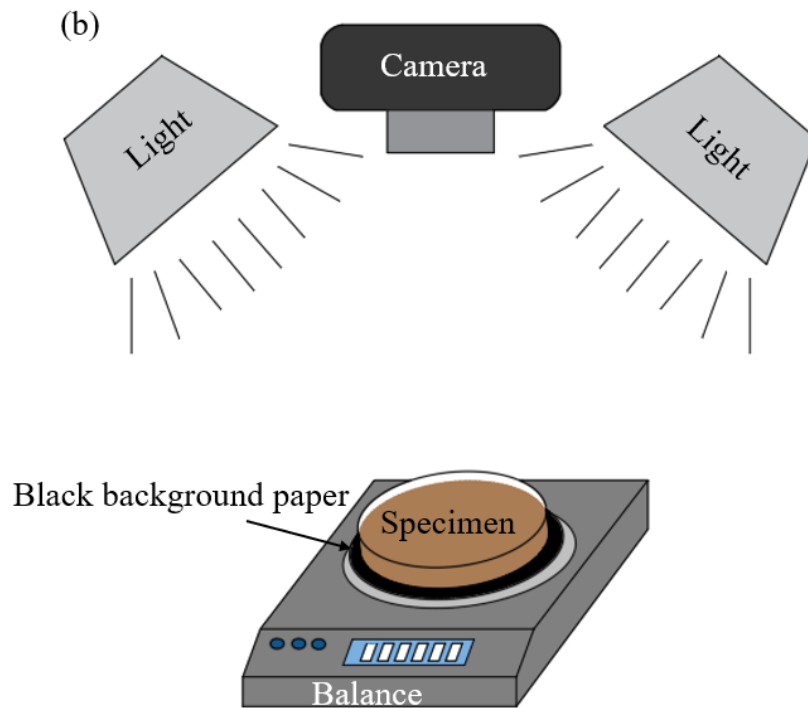 (b)
Camera
Light
Light
Black background paper
Specimen
Balance